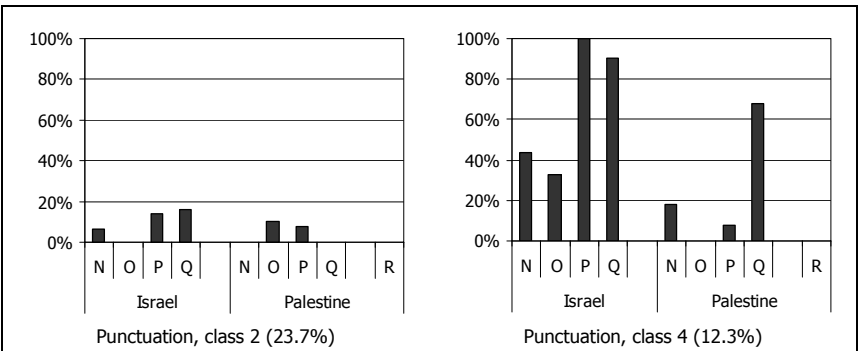 100%
80%
60%
40%
20%
0%
N O P Q N O P Q R
Israel Palestine
Punctuation, class 2 (23.7%)
100%
80%
60%
40%
20%
0%
N O P Q N O P Q R
Israel Palestine
Punctuation, class 4 (12.3%)